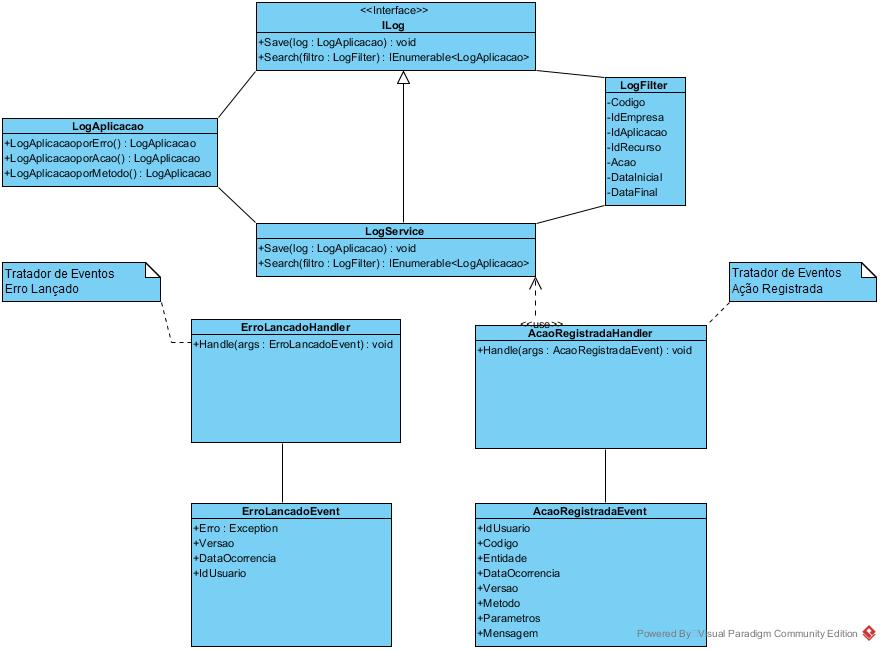 <<Interface>>
ILog
+Save(log : LogAplicacao) : void
+Search(filtro : LogFilter) : IEnumerable<LogAplicacao>
LogFilter
-Codigo
-IdEmpresa
-IdAplicacao
-IdRecurso
-Acao
-DataInicial
-DataFinal
LogAplicacao
+LogAplicacaoporErro() : LogAplicacao
+LogAplicacaoporAcao() : LogAplicacao
+LogAplicacaoporMetodo() : LogAplicacao
LogService
+Save(log : LogAplicacao) : void
+Search(filtro : LogFilter) : IEnumerable<LogAplicacao>
Tratador de Eventos
Erro Lançado
Tratador de Eventos
Ação Registrada
<<use>>
ErroLancadoHandler
+Handle(args : ErroLancadoEvent) : void
AcaoRegistradaHandler
+Handle(args : AcaoRegistradaEvent) : void
ErroLancadoEvent
+Erro : Exception
+Versao
+DataOcorrencia
+IdUsuario
AcaoRegistradaEvent
+IdUsuario
+Codigo
+Entidade
+DataOcorrencia
+Versao
+Metodo
+Parametros
+Mensagem
Powered By Visual Paradigm Community Edition